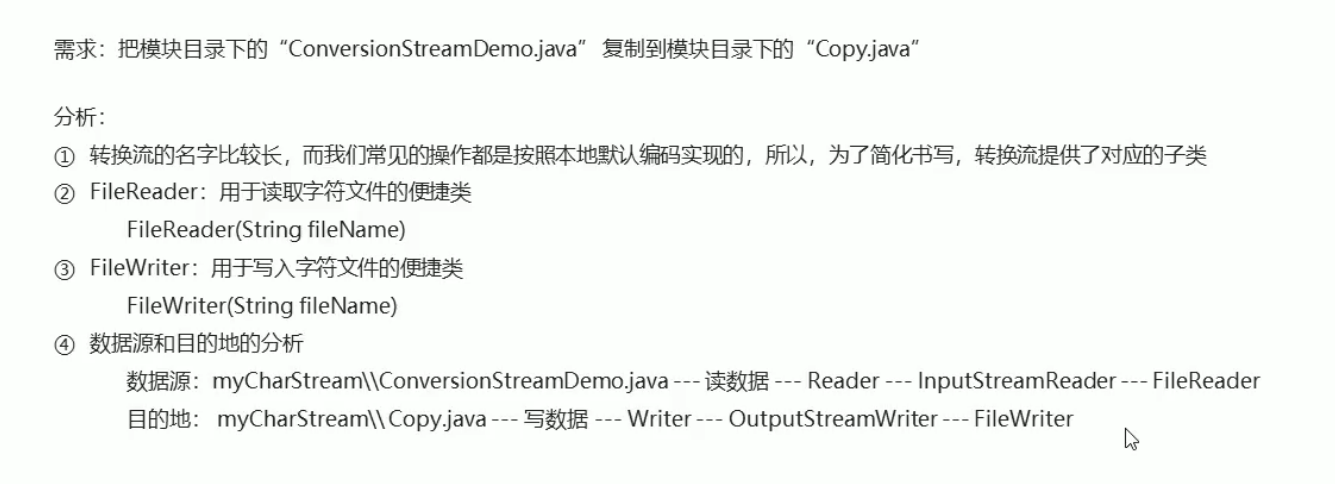 需求：把模块目录下的“ConversionStreamDemo.java” 复制到模块目录下的“Copy.java”
分析：
① 转换流的名字比较长，而我们常见的操作都是按照本地默认编码实现的，所以，为了简化书写，转换流提供了对应的子类
② FileReader：用于读取字符文件的便捷类
FileReader(String fileName)
③ FileWriter：用于写入字符文件的便捷类
FileWriter(String fileName)
④ 数据源和目的地的分析
数据源：myCharStream\\ConversionStreamDemo.java --- 读数据 --- Reader --- InputStreamReader --- FileReader
目的地： myCharStream\\ Copy.java --- 写数据 --- Writer --- OutputStreamWriter --- FileWriter